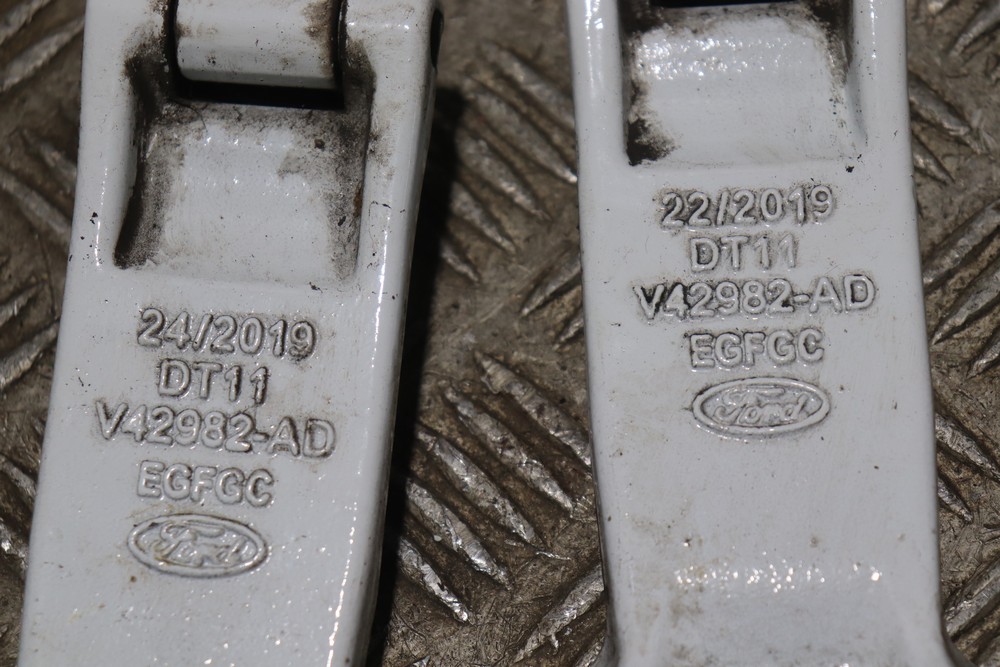 24/2019
DT11
V42982-AD
EGFGC
Ford
22/2019
DT11
V42982-AD
EGFGC
Ford